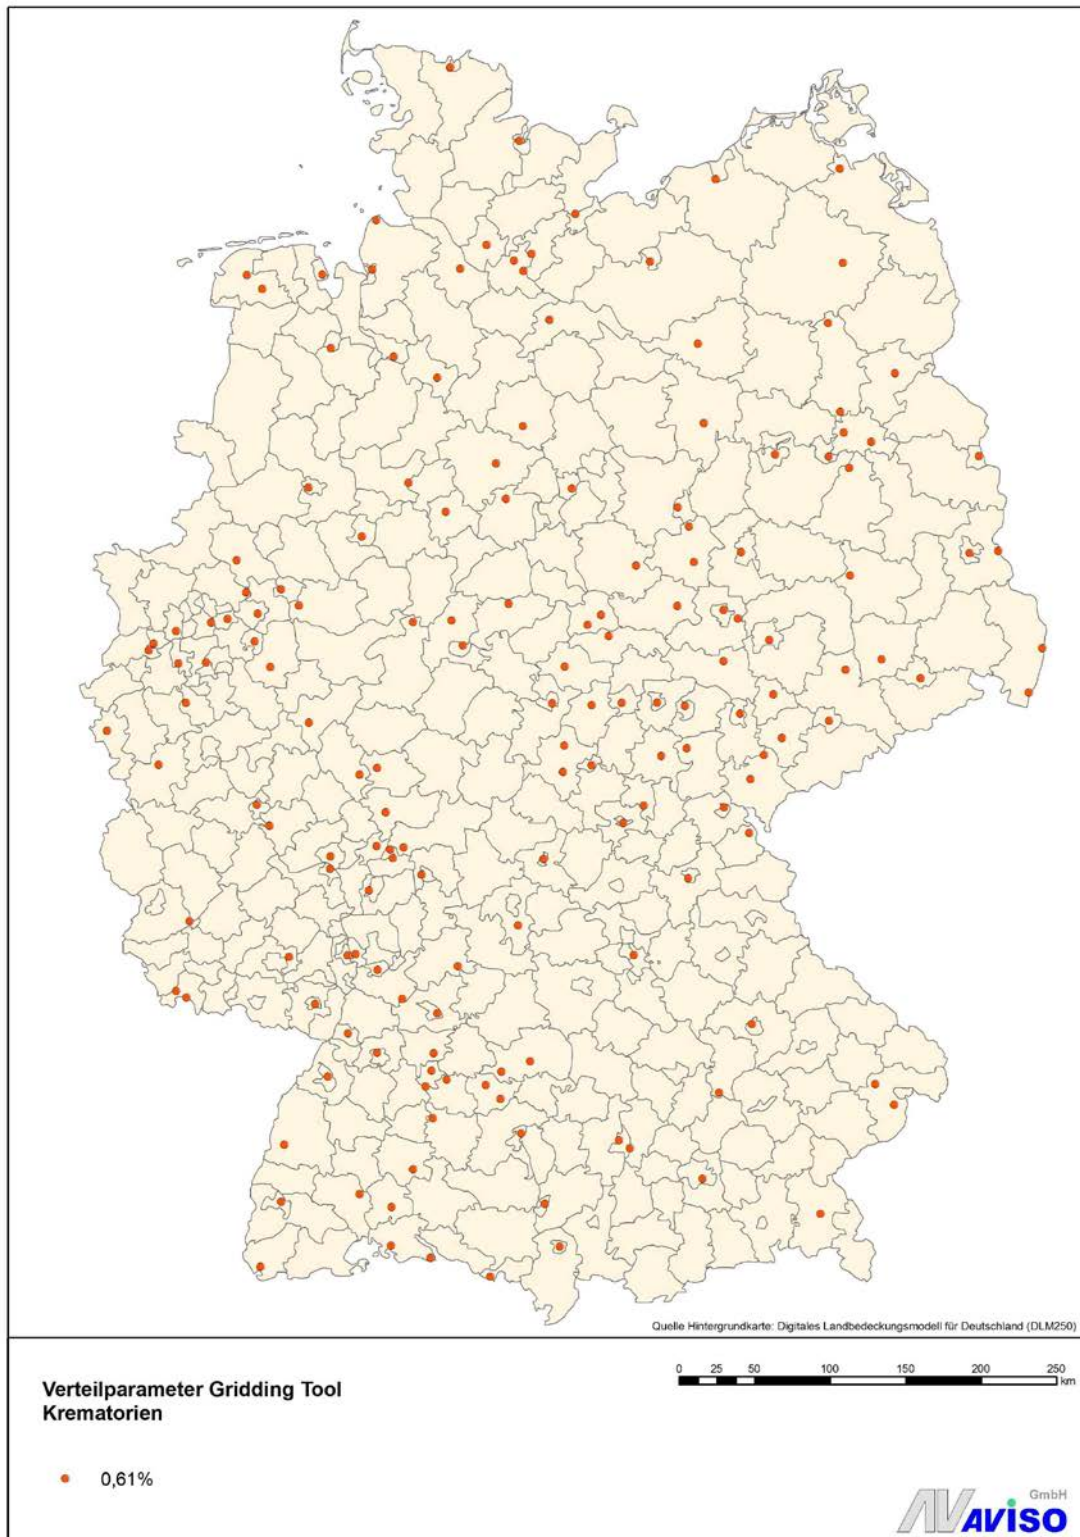 Quelle Hintergrundkarte: Digitales Landbedeckungsmodell für Deutschland (DLM250)
Verteilparameter Gridding Tool
Krematorien
0 25 50 100 150 200 250
km
0,61%
GmbH
AVISO